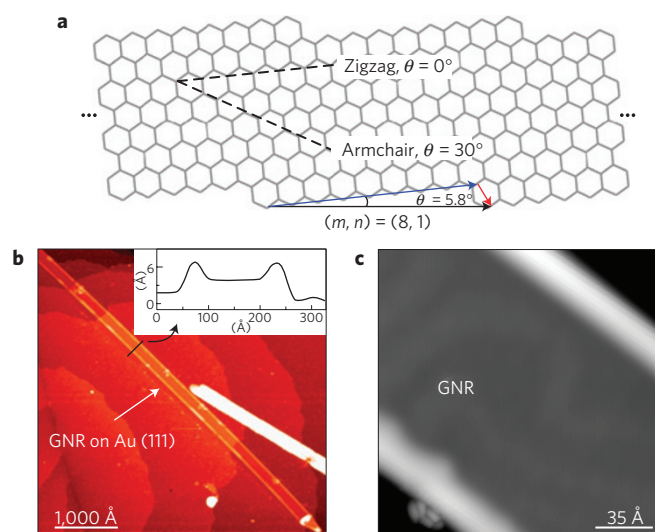 a
Zigzag, θ = 0°
...
...
Armchair, θ = 30°
θ = 5.8°
(m, n) = (8, 1)
b
c
6
(Å)
0
0
100
200
300
(Å)
GNR
GNR on Au (111)
1,000 Å
35 Å